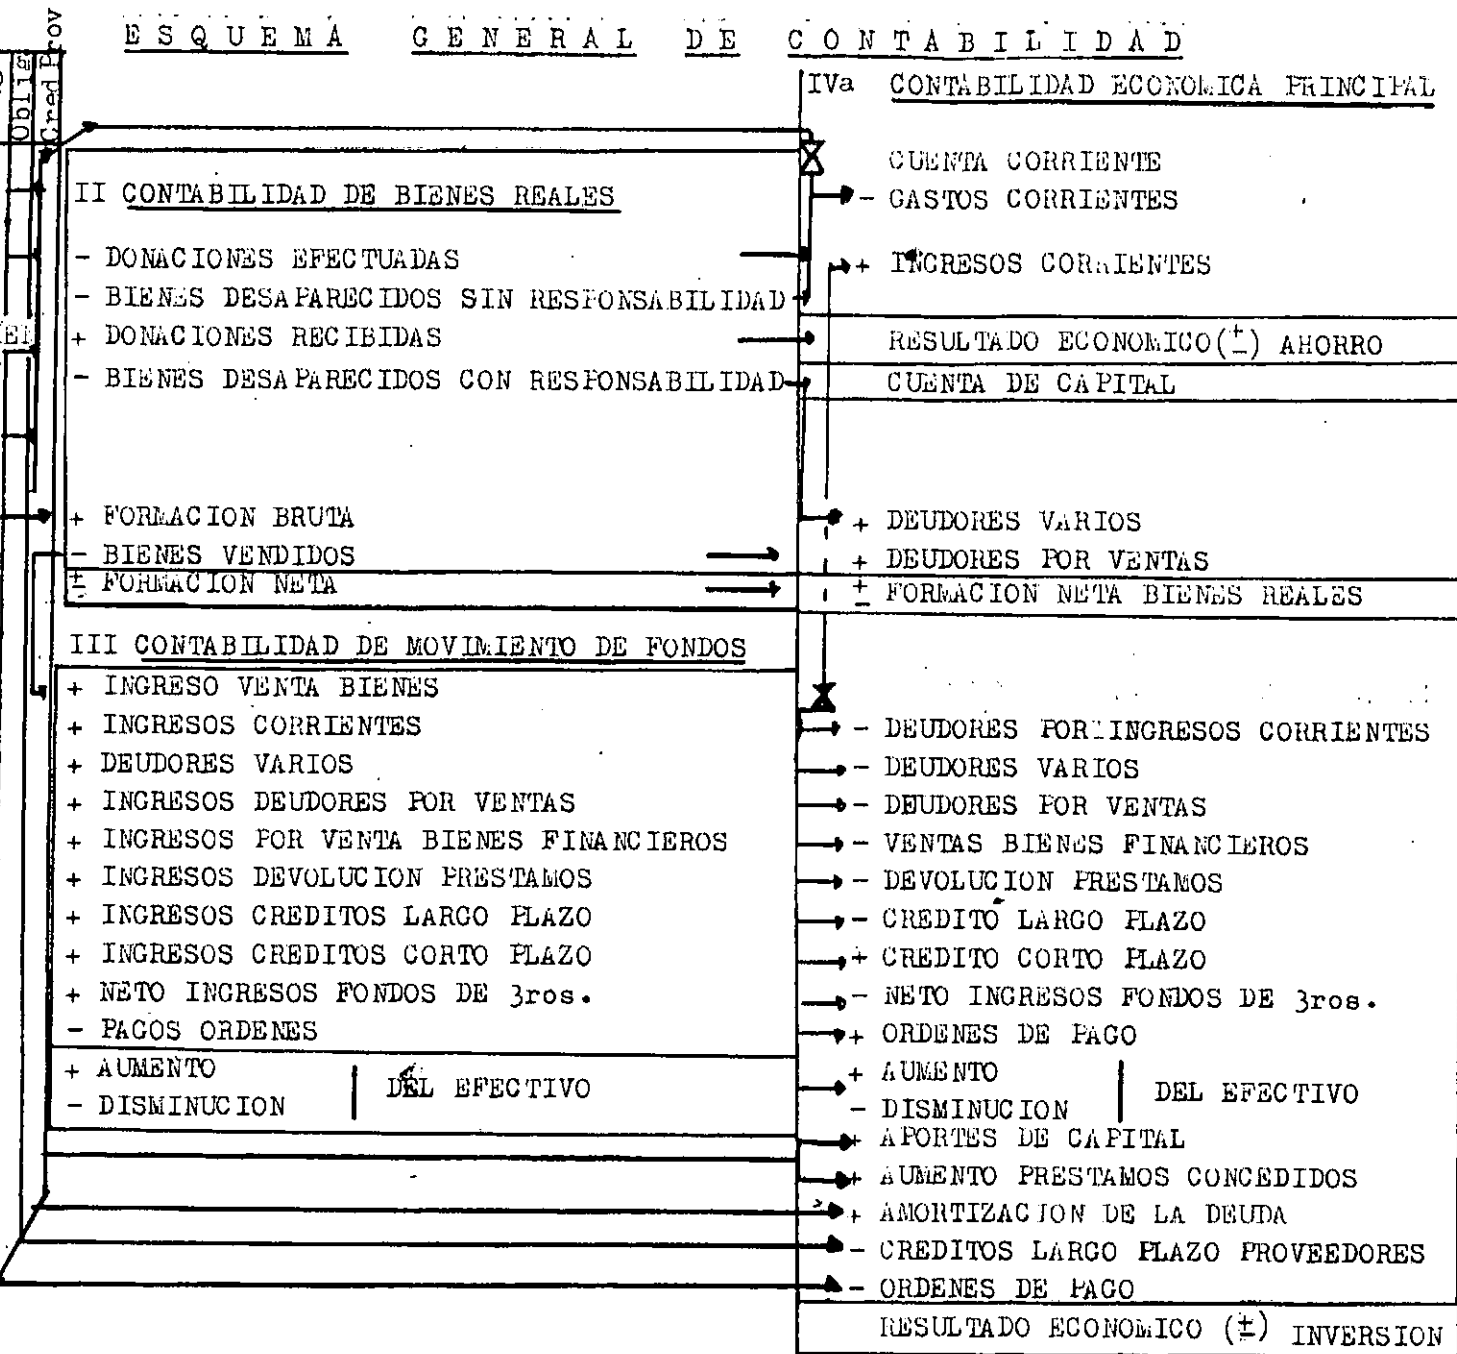 ESQUEMA GENERAL DE CONTABILIDAD
Cred Prov
IVa CONTABILIDAD ECONOMICA PRINCIPAL
CUENTA CORRIENTE
- GASTOS CORRIENTES
+ INGRESOS CORRIENTES
RESULTADO ECONOMICO (±) AHORRO
CUENTA DE CAPITAL
+ DEUDORES VARIOS
+ DEUDORES POR VENTAS
± FORMACION NETA BIENES REALES
II CONTABILIDAD DE BIENES REALES
- DONACIONES EFECTUADAS
- BIENES DESAPARECIDOS SIN RESPONSABILIDAD
+ DONACIONES RECIBIDAS
- BIENES DESAPARECIDOS CON RESPONSABILIDAD
+ FORMACION BRUTA
- BIENES VENDIDOS
± FORMACION NETA
III CONTABILIDAD DE MOVIMIENTO DE FONDOS
+ INGRESO VENTA BIENES
+ INGRESOS CORRIENTES
+ DEUDORES VARIOS
+ INGRESOS DEUDORES POR VENTAS
+ INGRESOS POR VENTA BIENES FINANCIEROS
+ INGRESOS DEVOLUCION PRESTAMOS
+ INGRESOS CREDITOS LARGO PLAZO
+ INGRESOS CREDITOS CORTO PLAZO
+ NETO INGRESOS FONDOS DE 3ros.
- PAGOS ORDENES
+ AUMENTO
- DISMINUCION
DEL EFECTIVO
- DEUDORES POR INGRESOS CORRIENTES
- DEUDORES VARIOS
- DEUDORES POR VENTAS
- VENTAS BIENES FINANCIEROS
- DEVOLUCION PRESTAMOS
- CREDITO LARGO PLAZO
+ CREDITO CORTO PLAZO
- NETO INGRESOS FONDOS DE 3ros.
+ ORDENES DE PAGO
+ AUMENTO
- DISMINUCION
DEL EFECTIVO
+ APORTES DE CAPITAL
+ AUMENTO PRESTAMOS CONCEDIDOS
+ AMORTIZACION DE LA DEUDA
- CREDITOS LARGO PLAZO PROVEEDORES
- ORDENES DE PAGO
RESULTADO ECONOMICO (±) INVERSION